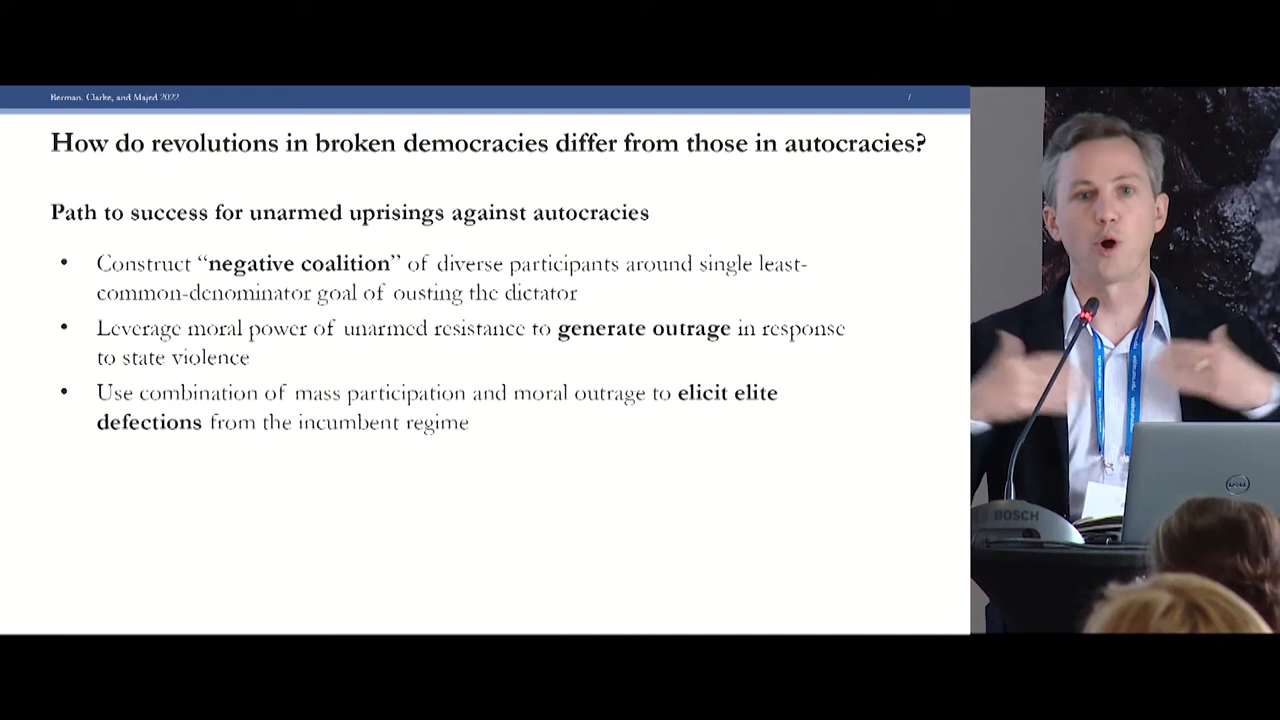 Berman, Clarke, and Majed 2022
7
How do revolutions in broken democracies differ from those in autocracies?
Path to success for unarmed uprisings against autocracies
• Construct “negative coalition” of diverse participants around single least-
common-denominator goal of ousting the dictator
• Leverage moral power of unarmed resistance to generate outrage in response
to state violence
• Use combination of mass participation and moral outrage to elicit elite
defections from the incumbent regime
DELL
BOSCH